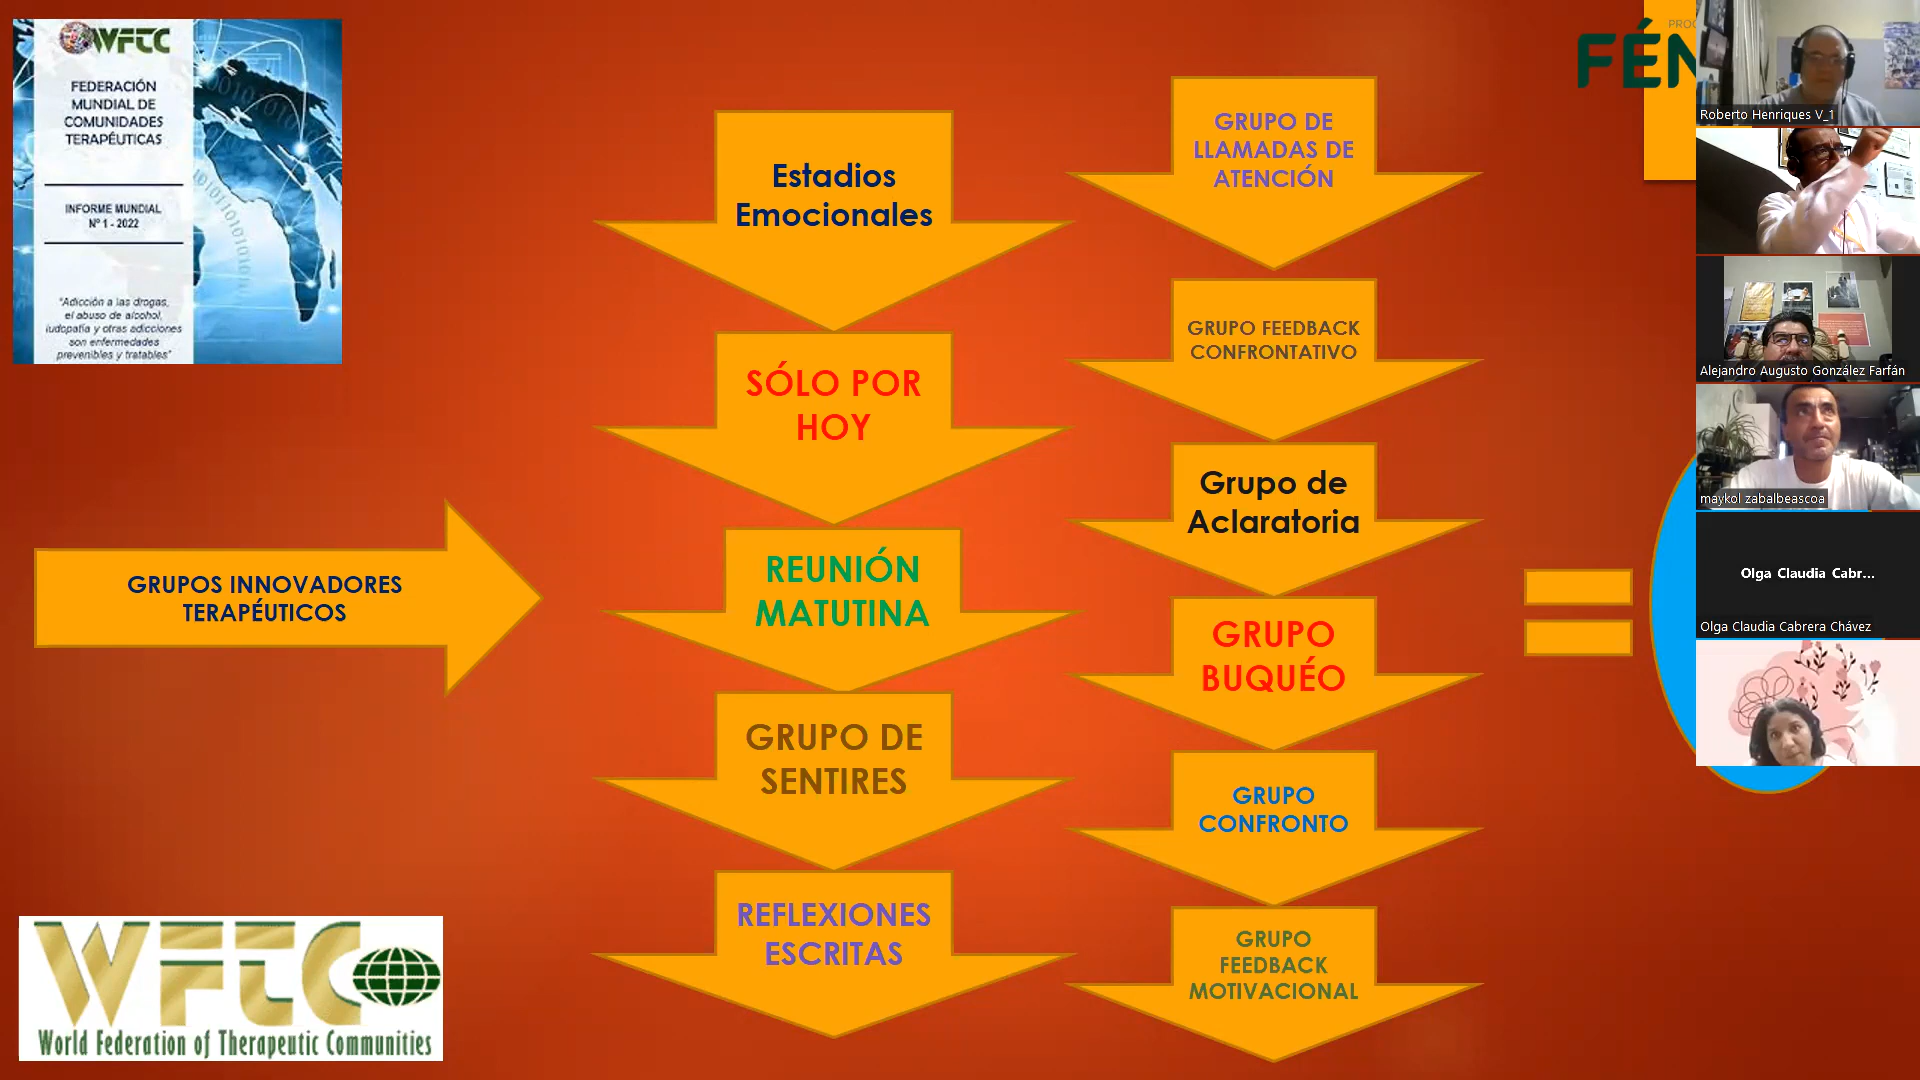 WFTC
FEDERACIÓN
MUNDIAL DE
COMUNIDADES
TERAPÉUTICAS
INFORME MUNDIAL
Nº 1 - 2022
"Adicción a las drogas,
el abuso de alcohol,
ludopatía y otras adicciones
son enfermedades
prevenibles y tratables"
GRUPOS INNOVADORES
TERAPÉUTICOS
WFTC
World Federation of Therapeutic Communities
Estadios
Emocionales
SÓLO POR
HOY
REUNIÓN
MATUTINA
GRUPO DE
SENTIRES
REFLEXIONES
ESCRITAS
GRUPO DE
LLAMADAS DE
ATENCIÓN
GRUPO FEEDBACK
CONFRONTATIVO
Grupo de
Aclaratoria
GRUPO
BUQUÉO
GRUPO
CONFRONTO
GRUPO
FEEDBACK
MOTIVACIONAL
PROG
FÉN
Roberto Henriques V_1
Alejandro Augusto González Farfán
maykol zabalbeascoa
Olga Claudia Cabr...
Olga Claudia Cabrera Chávez